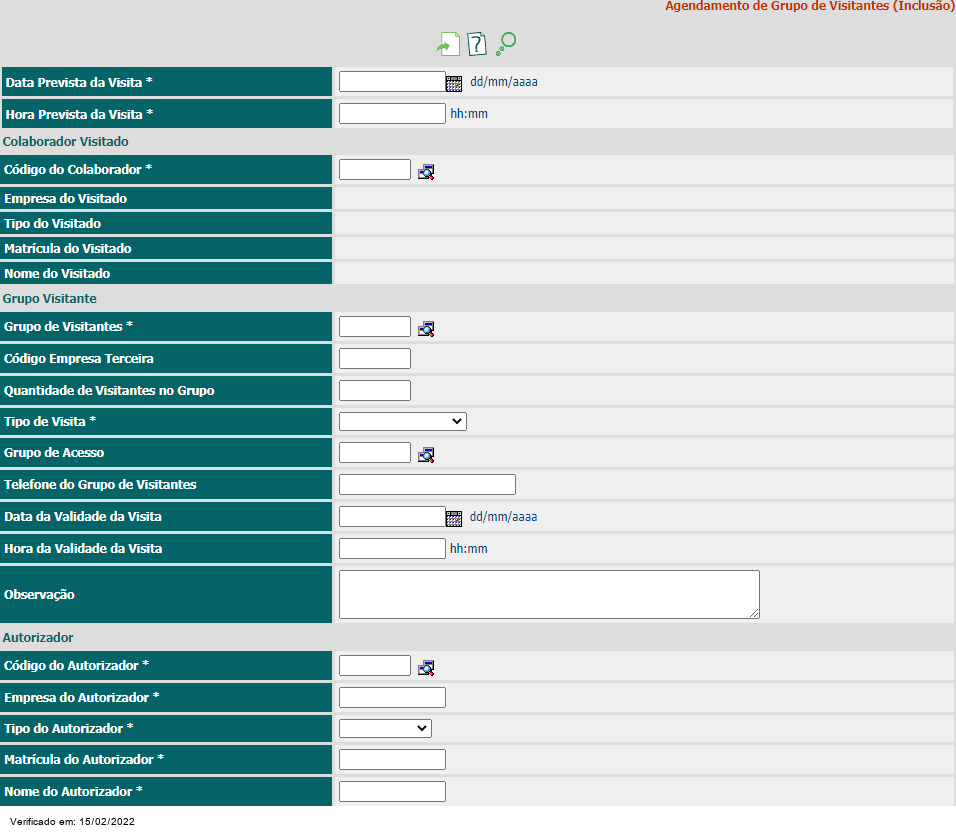 Agendamento de Grupo de Visitantes (Inclusão)
?
Data Prevista da Visita * dd/mm/aaaa
Hora Prevista da Visita * hh:mm
Colaborador Visitado
Código do Colaborador *
Empresa do Visitado
Tipo do Visitado
Matrícula do Visitado
Nome do Visitado
Grupo Visitante
Grupo de Visitantes *
Código Empresa Terceira
Quantidade de Visitantes no Grupo
Tipo de Visita *
Grupo de Acesso
Telefone do Grupo de Visitantes
Data da Validade da Visita dd/mm/aaaa
Hora da Validade da Visita hh:mm
Observação
Autorizador
Código do Autorizador *
Empresa do Autorizador *
Tipo do Autorizador *
Matrícula do Autorizador *
Nome do Autorizador *
Verificado em: 15/02/2022